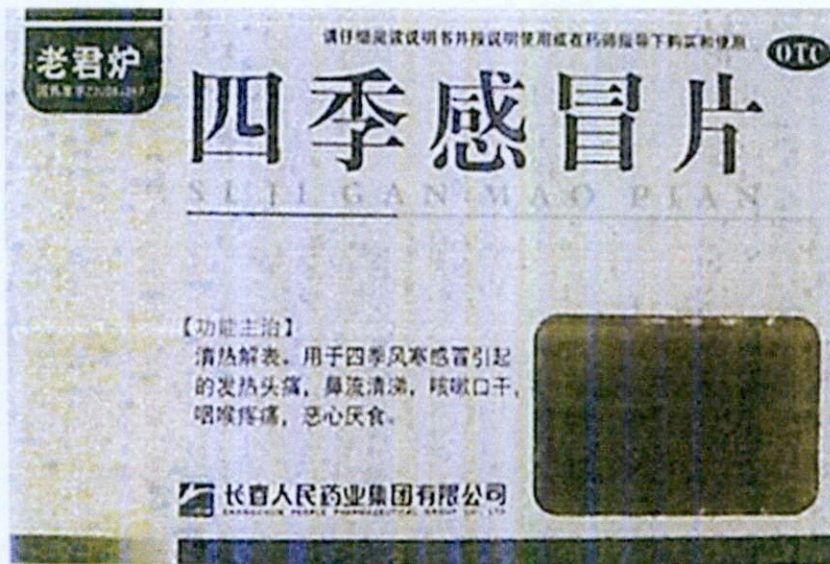 请仔细阅读说明书并按说明使用或在药师指导下购买和使用
OTC
老君炉
四季感冒片
SI JI GAN MAO PIAN
【功能主治】
清热解表。用于四季风寒感冒引起
的发热头痛，鼻流清涕，咳嗽口干，
咽喉疼痛，恶心厌食。
长春人民药业集团有限公司